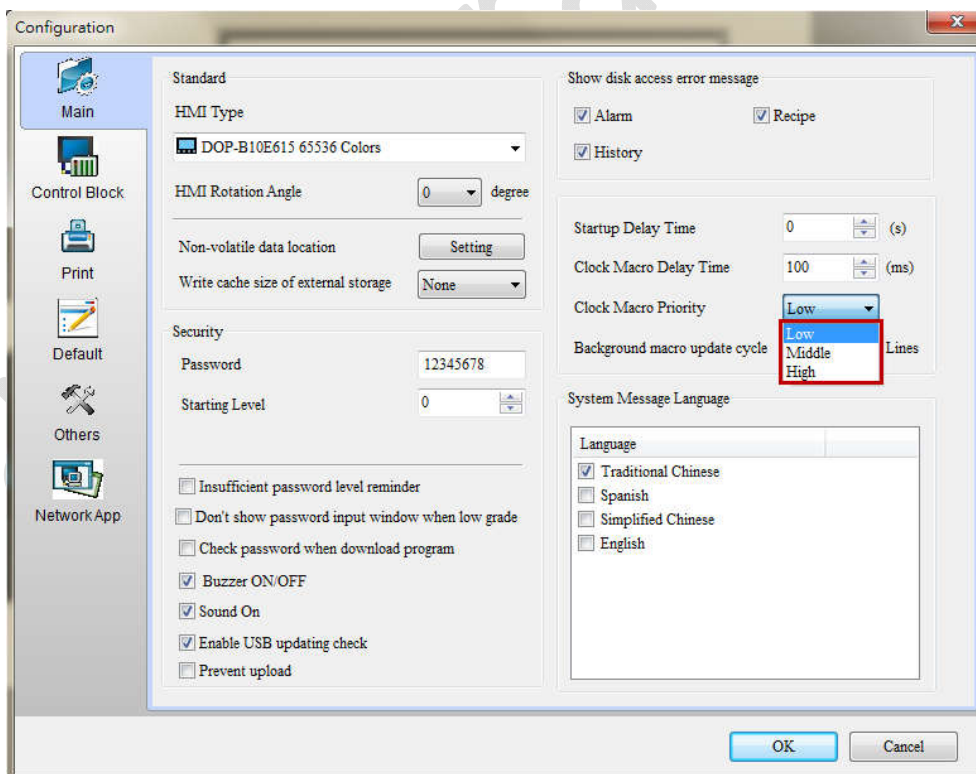 Configuration
Main
Control Block
Print
Default
Others
Network App
Standard
HMI Type
DOP-B10E615 65536 Colors
HMI Rotation Angle 0 degree
Non-volatile data location Setting
Write cache size of external storage None
Security
Password 12345678
Starting Level 0
Insufficient password level reminder
Don't show password input window when low grade
Check password when download program
Buzzer ON/OFF
Sound On
Enable USB updating check
Prevent upload
Show disk access error message
Alarm Recipe
History
Startup Delay Time 0 (s)
Clock Macro Delay Time 100 (ms)
Clock Macro Priority Low
Low
Background macro update cycle Middle Lines
High
System Message Language
Language
Traditional Chinese
Spanish
Simplified Chinese
English
OK Cancel